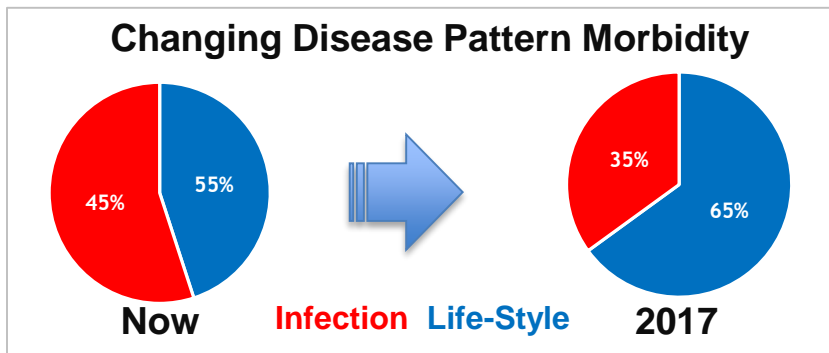 Changing Disease Pattern Morbidity
45%
55%
35%
65%
Now
Infection Life-Style
2017